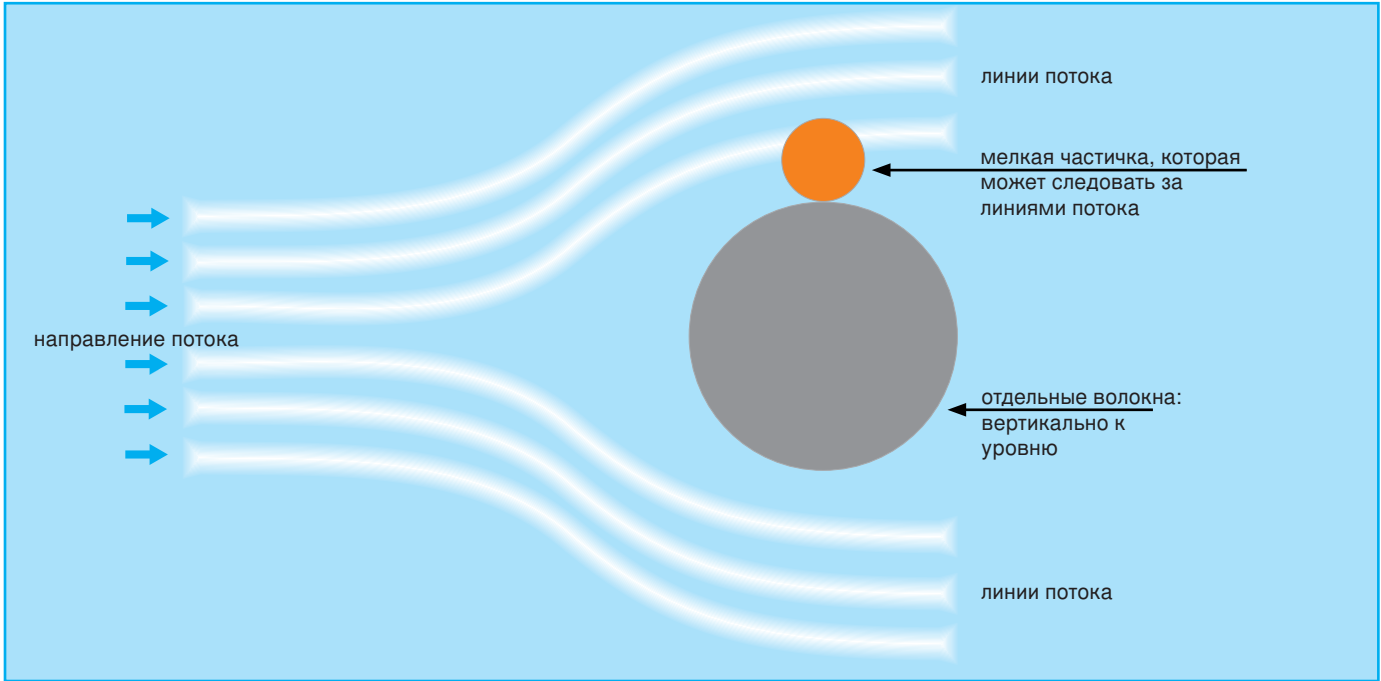 линии потока
мелкая частичка, которая
может следовать за
линиями потока
направление потока
отдельные волокна:
вертикально к
уровню
линии потока